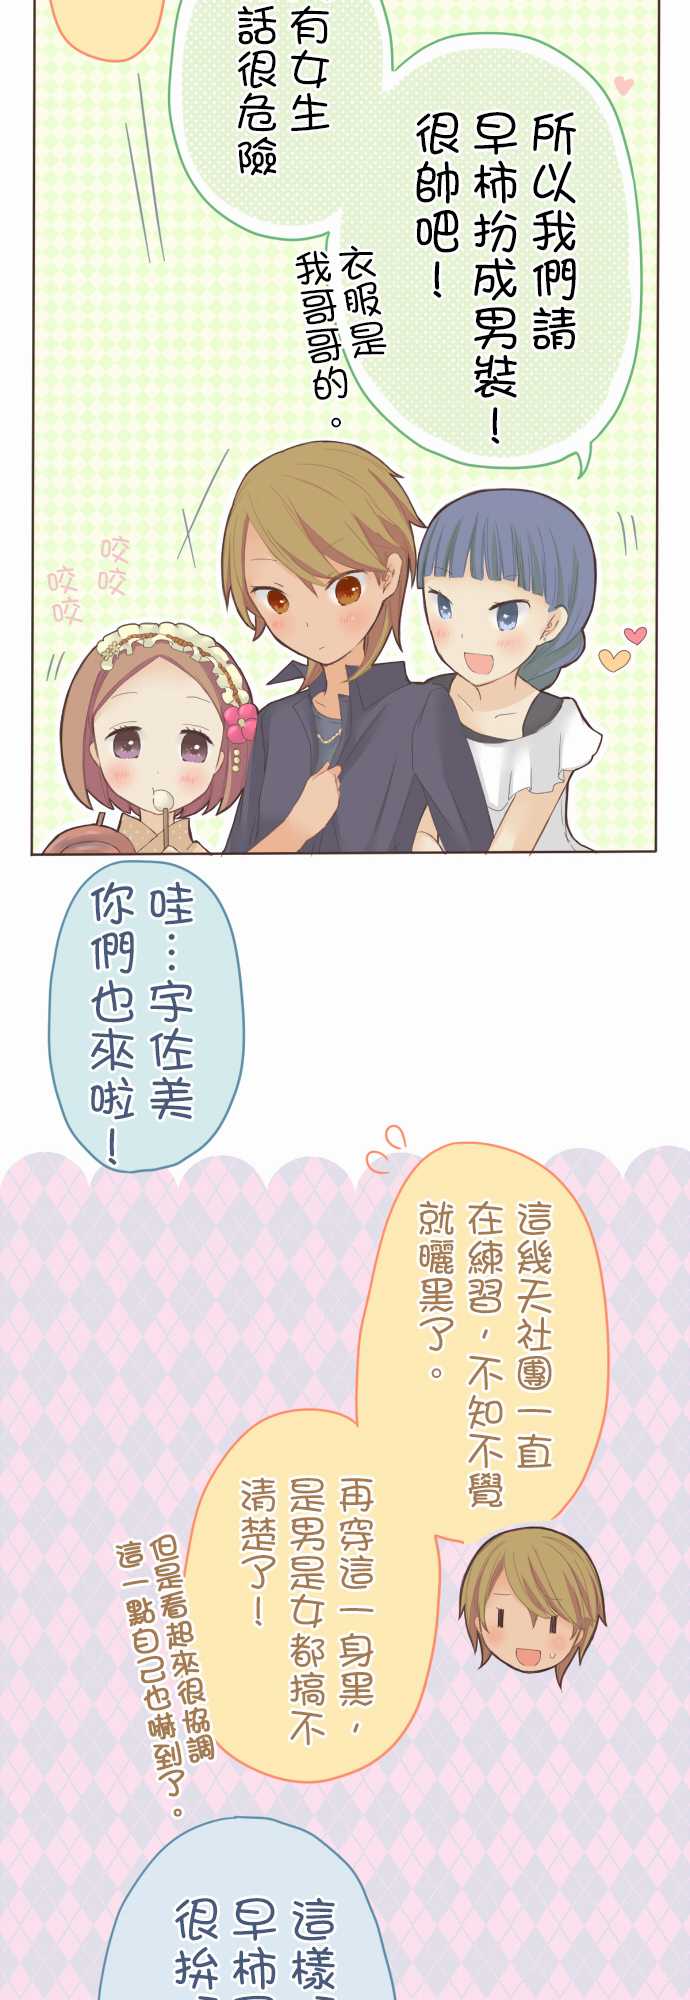 有女生
話很危險
所以我們請
早柿扮成男裝！
很帥吧！
衣服是
我哥哥的。
咬咬
咬咬
哇…宇佐美
你們也來啦！
這幾天社團一直
在練習，不知不覺
就曬黑了。
再穿這一身黑，
是男是女都搞不
清楚了！
但是看起來很協調
這一點自己也嚇到了。
這樣
早柿
很拚